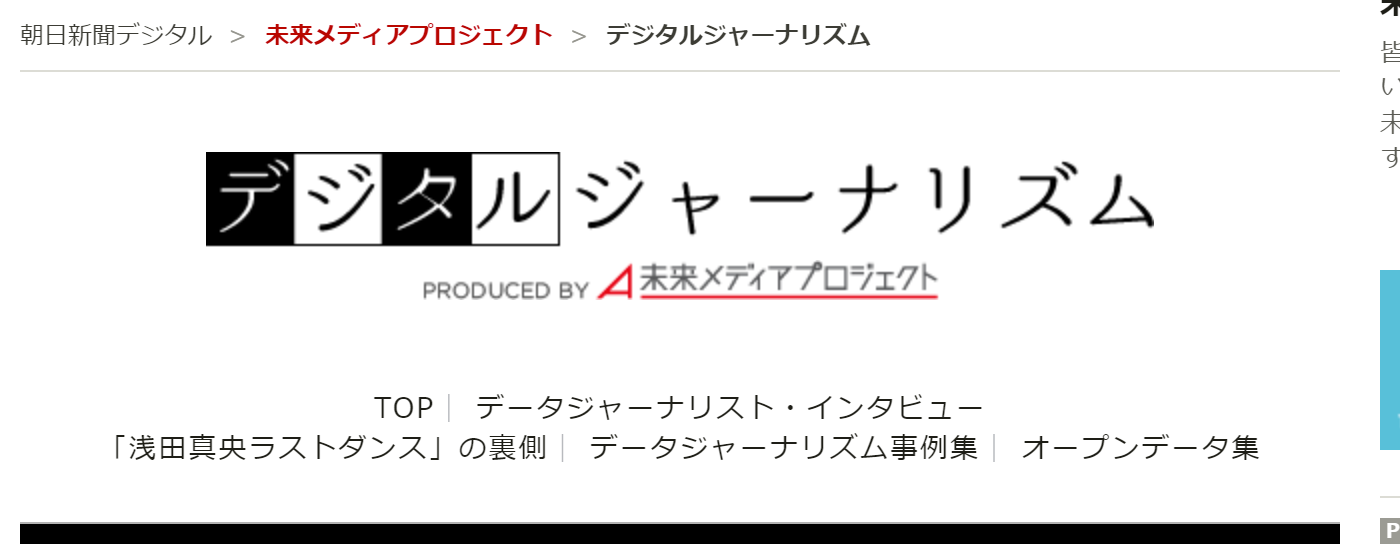 朝日新聞デジタル > 未来メディアプロジェクト > デジタルジャーナリズム
デジタルジャーナリズム
PRODUCED BY 未来メディアプロジェクト
TOP｜ データジャーナリスト・インタビュー
「浅田真央ラストダンス」の裏側｜ データジャーナリズム事例集｜ オープンデータ集
皆
い
未
す
P